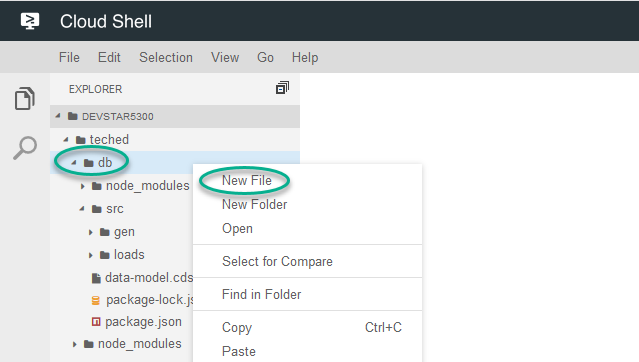 Cloud Shell
File Edit Selection View Go Help
EXPLORER
DEVSTAR5300
teched
db
node_modules
src
gen
loads
data-model.cds
package-lock.js
package.json
node_modules
New File
New Folder
Open
Select for Compare
Find in Folder
Copy Ctrl+C
Paste